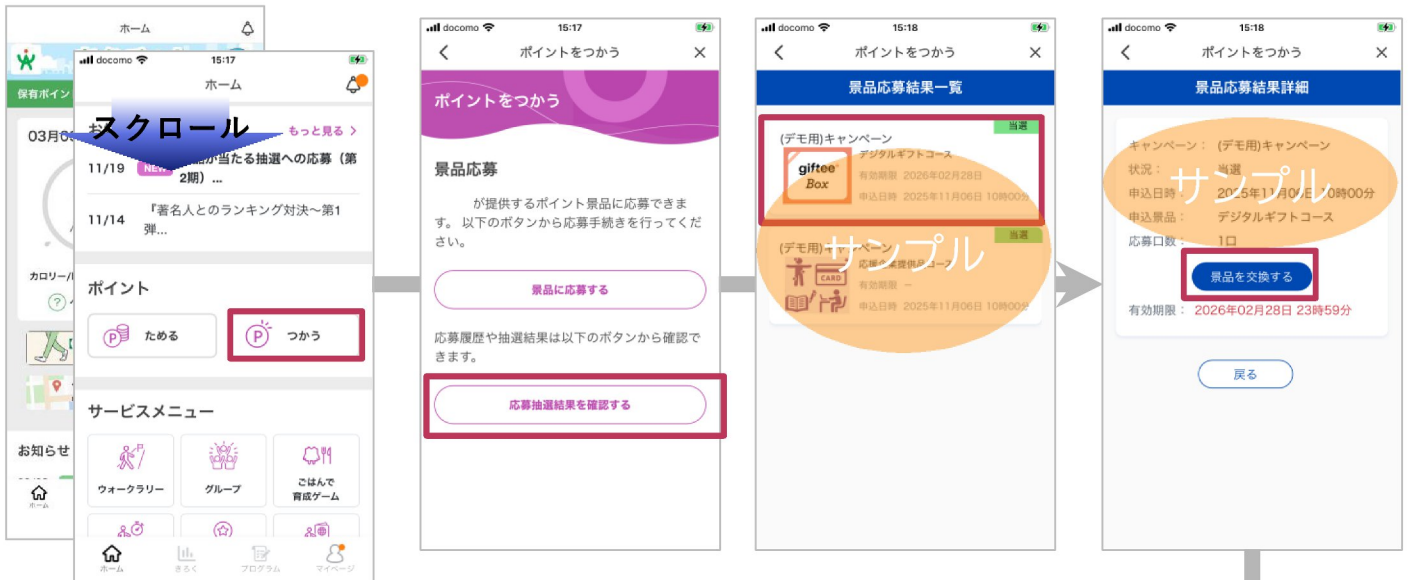 ホーム
保有ポイン
03月0
カロリー/
?
お知らせ
ホーム
docomo 15:17
ホーム
スクロール
もっと見る >
11/19 NEW 品が当たる抽選への応募（第
2期）...
11/14 『著名人とのランキング対決～第1
弾...
ポイント
P ためる
P つかう
サービスメニュー
ウォークラリー
グループ
ごはんで
育成ゲーム
ホーム
きろく
プログラム
マイページ
docomo 15:17
ポイントをつかう
ポイントをつかう
景品応募
が提供するポイント景品に応募できま
す。 以下のボタンから応募手続きを行ってくだ
さい。
景品に応募する
応募履歴や抽選結果は以下のボタンから確認で
きます。
応募抽選結果を確認する
docomo 15:18
ポイントをつかう
景品応募結果一覧
当選
(デモ用)キャンペーン
giftee
Box
デジタルギフトコース
有効期限 2026年02月28日
申込日時 2025年11月06日 10時00分
当選
(デモ用)キャンペーン
CARD
応援企業提供品コース
有効期限 －
申込日時 2025年11月06日 10時00分
サンプル
docomo 15:18
ポイントをつかう
景品応募結果詳細
キャンペーン： (デモ用)キャンペーン
状況： 当選
申込日時： 2025年11月06日 10時00分
申込景品： デジタルギフトコース
応募口数： 1口
サンプル
景品を交換する
有効期限： 2026年02月28日 23時59分
戻る